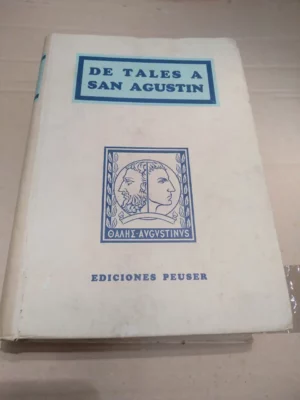 DE TALES A
SAN AGUSTIN
ΘΑΛΗΣ·AVGVSTINVS
EDICIONES PEUSER